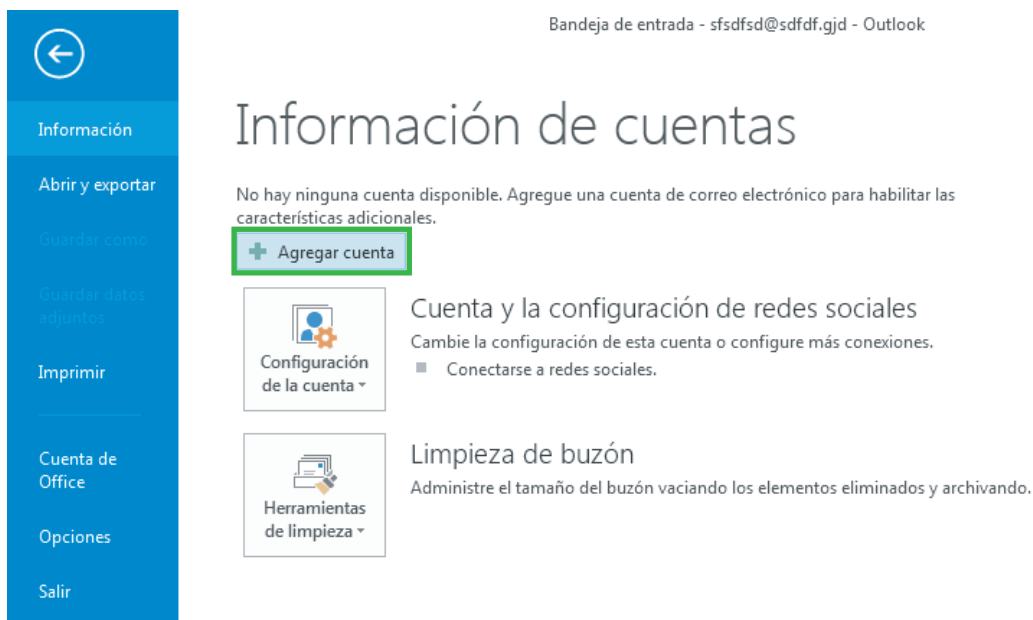 Bandeja de entrada - sfsdfsd@sdfdf.gjd - Outlook
Información
Abrir y exportar
Guardar como
Guardar datos
adjuntos
Imprimir
Cuenta de
Office
Opciones
Salir
Información de cuentas
No hay ninguna cuenta disponible. Agregue una cuenta de correo electrónico para habilitar las
características adicionales.
Agregar cuenta
Configuración
de la cuenta
Cuenta y la configuración de redes sociales
Cambie la configuración de esta cuenta o configure más conexiones.
Conectarse a redes sociales.
Herramientas
de limpieza
Limpieza de buzón
Administre el tamaño del buzón vaciando los elementos eliminados y archivando.